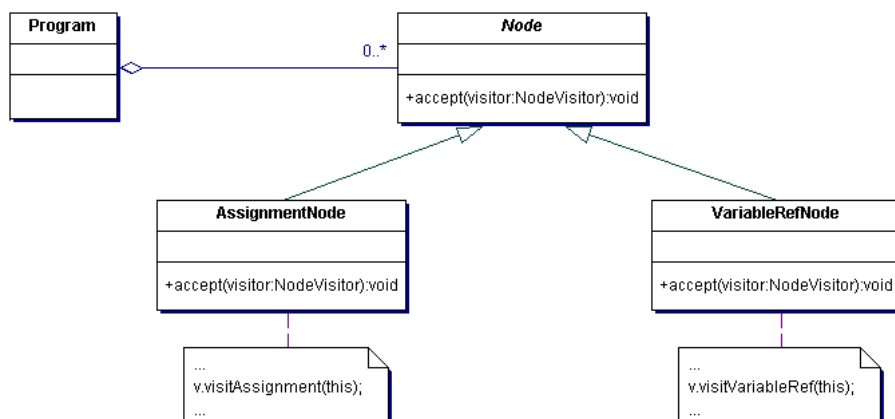 Program
Node
0..*
+accept(visitor:NodeVisitor):void
AssignmentNode
VariableRefNode
+accept(visitor:NodeVisitor):void
+accept(visitor:NodeVisitor):void
...
v.visitAssignment(this);
...
...
v.visitVariableRef(this);
...